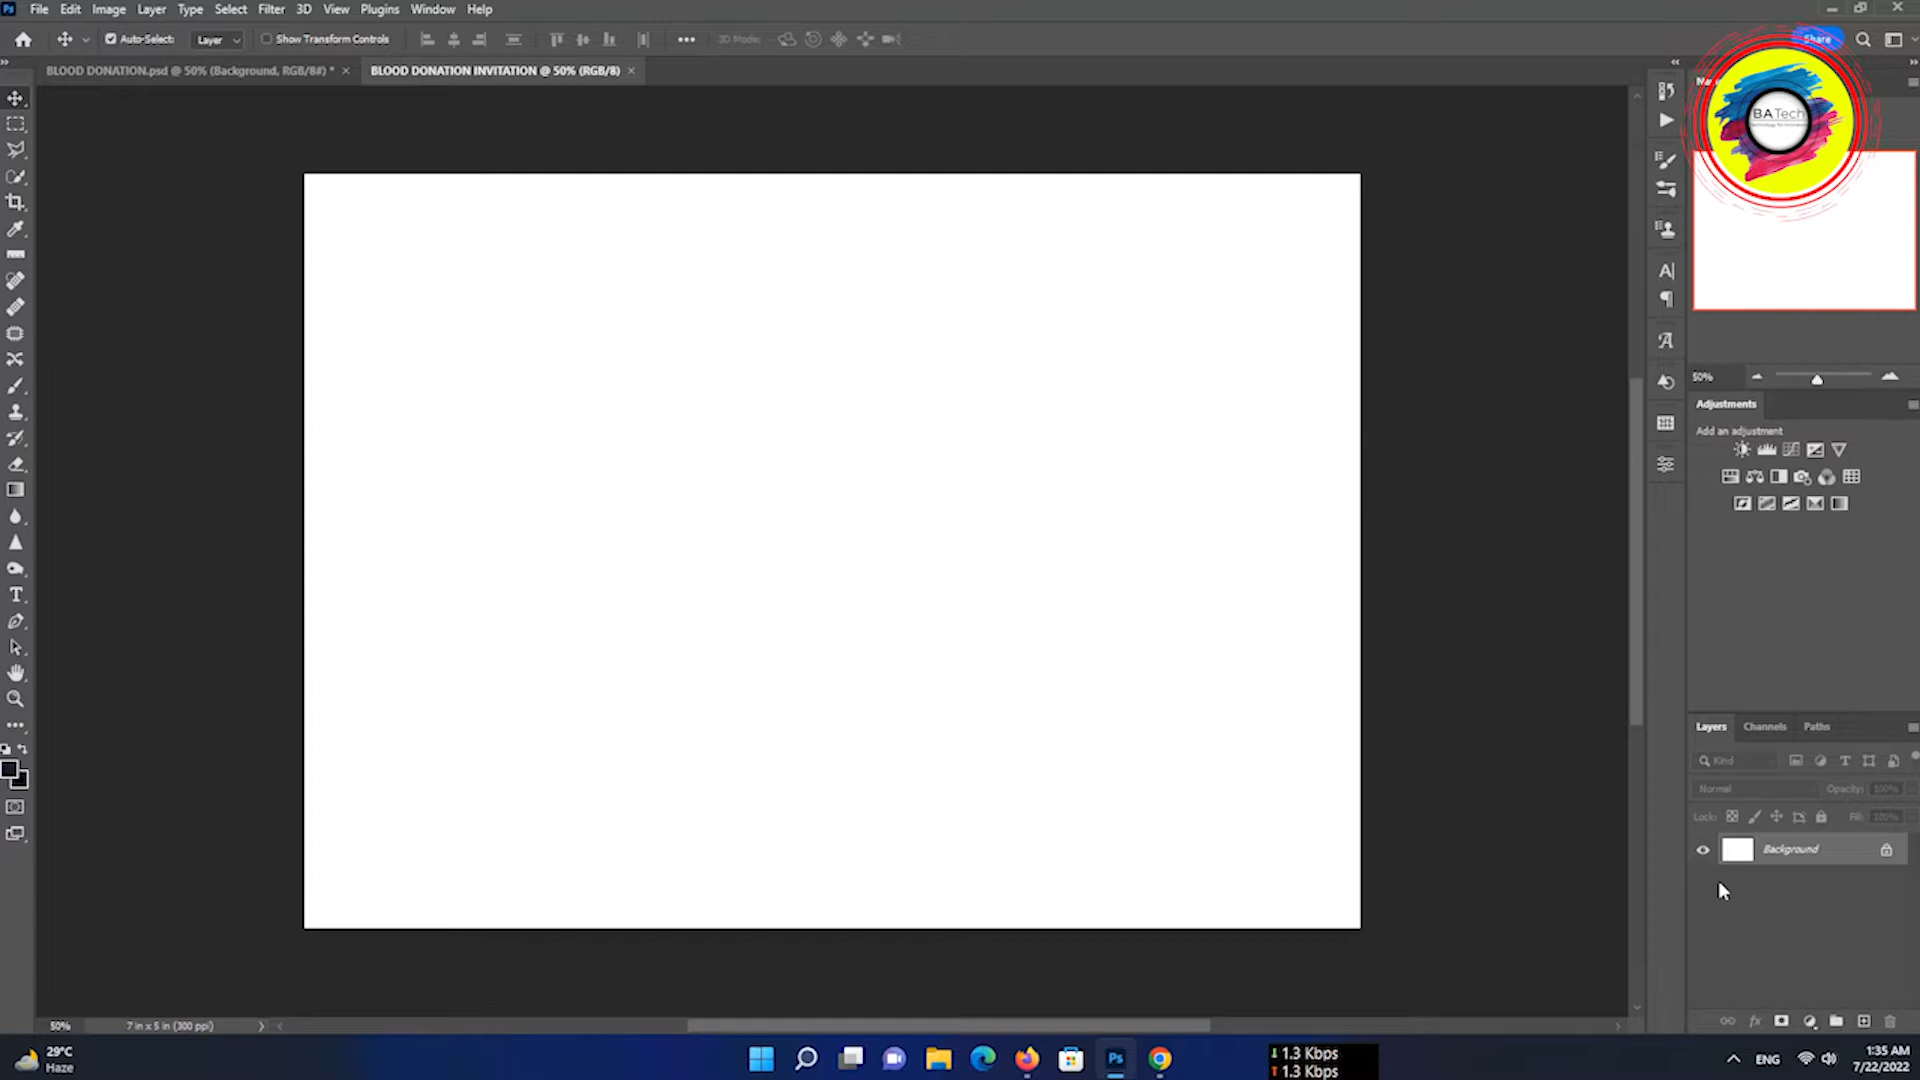 Ps File Edit Image Layer Type Select Filter 3D View Plugins Window Help
Auto-Select: Layer Show Transform Controls 3D Mode: Share
BLOOD DONATION.psd @ 50% (Background, RGB/8#) * × BLOOD DONATION INVITATION @ 50% (RGB/8) ×
BATech
50%
Adjustments
Add an adjustment
Layers Channels Paths
Kind
Normal Opacity: 100%
Lock: Fill: 100%
Background
50% 7 in x 5 in (300 ppi)
29°C
Haze
Ps
1.3 Kbps
1.3 Kbps
ENG
1:35 AM
7/22/2022